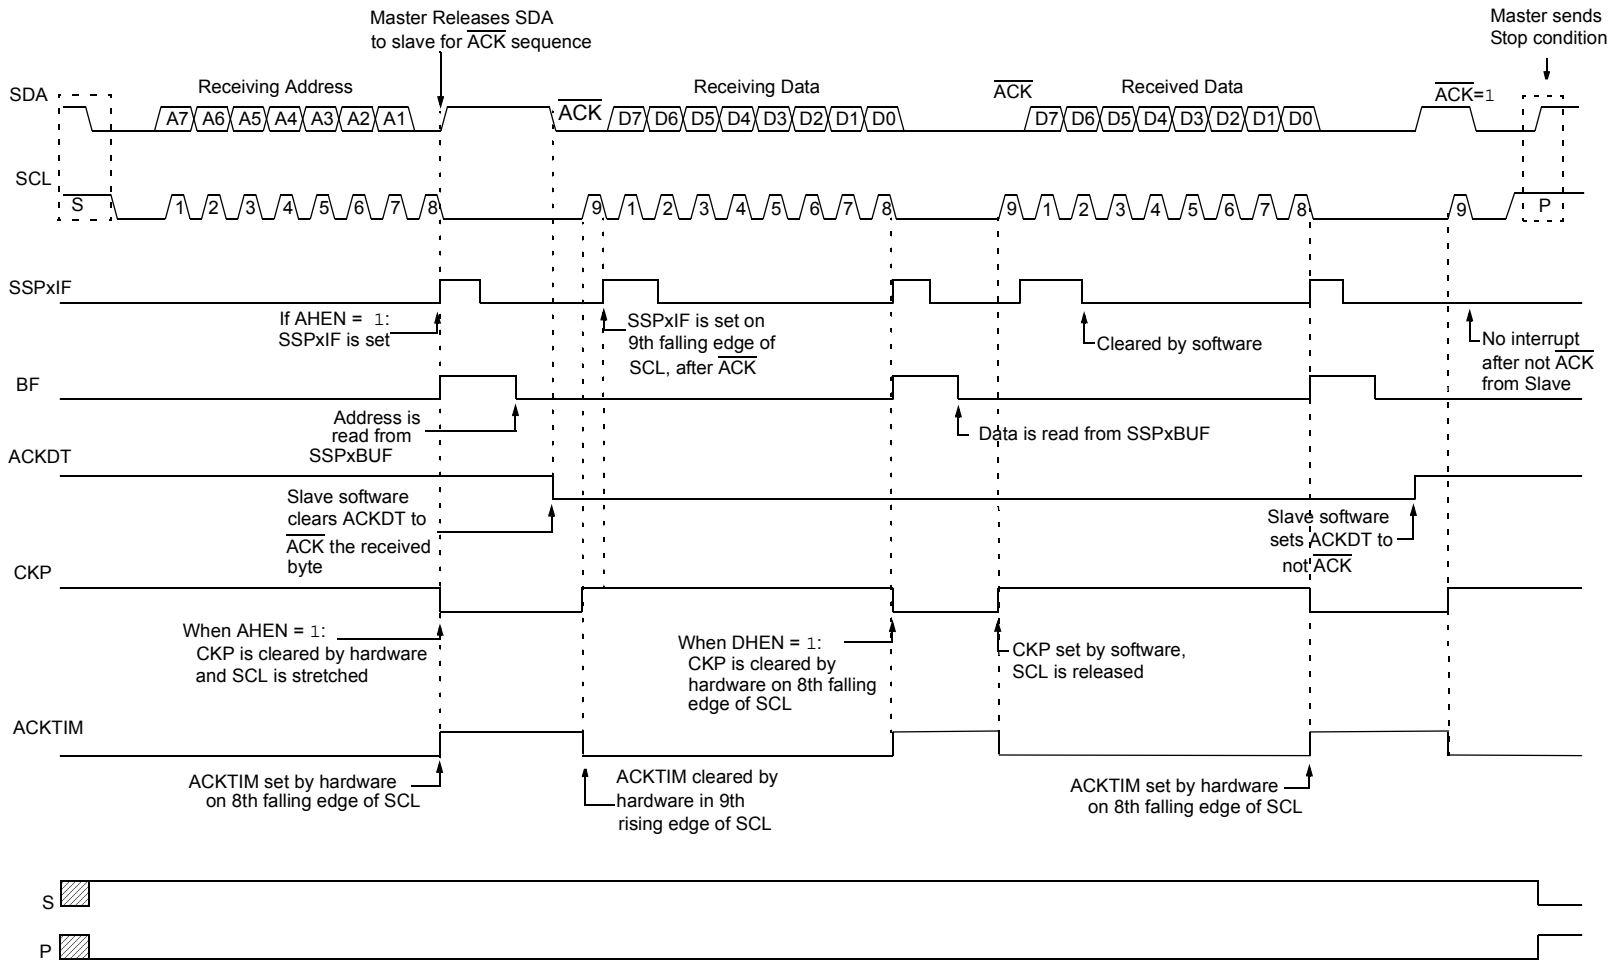 Master Releases SDA
to slave for ACK sequence
Master sends
Stop condition
Receiving Address
Receiving Data
ACK
Received Data
ACK=1
SDA
A7 A6 A5 A4 A3 A2 A1
ACK
D7 D6 D5 D4 D3 D2 D1 D0
D7 D6 D5 D4 D3 D2 D1 D0
SCL
S
1 2 3 4 5 6 7 8
9 1 2 3 4 5 6 7 8
9 1 2 3 4 5 6 7 8
9
P
SSPxIF
If AHEN = 1:
SSPxIF is set
SSPxIF is set on
9th falling edge of
SCL, after ACK
Cleared by software
No interrupt
after not ACK
from Slave
BF
Address is
read from
SSPxBUF
Data is read from SSPxBUF
ACKDT
Slave software
clears ACKDT to
ACK the received
byte
Slave software
sets ACKDT to
not ACK
CKP
When AHEN = 1:
CKP is cleared by hardware
and SCL is stretched
When DHEN = 1:
CKP is cleared by
hardware on 8th falling
edge of SCL
CKP set by software,
SCL is released
ACKTIM
ACKTIM set by hardware
on 8th falling edge of SCL
ACKTIM cleared by
hardware in 9th
rising edge of SCL
ACKTIM set by hardware
on 8th falling edge of SCL
S
P